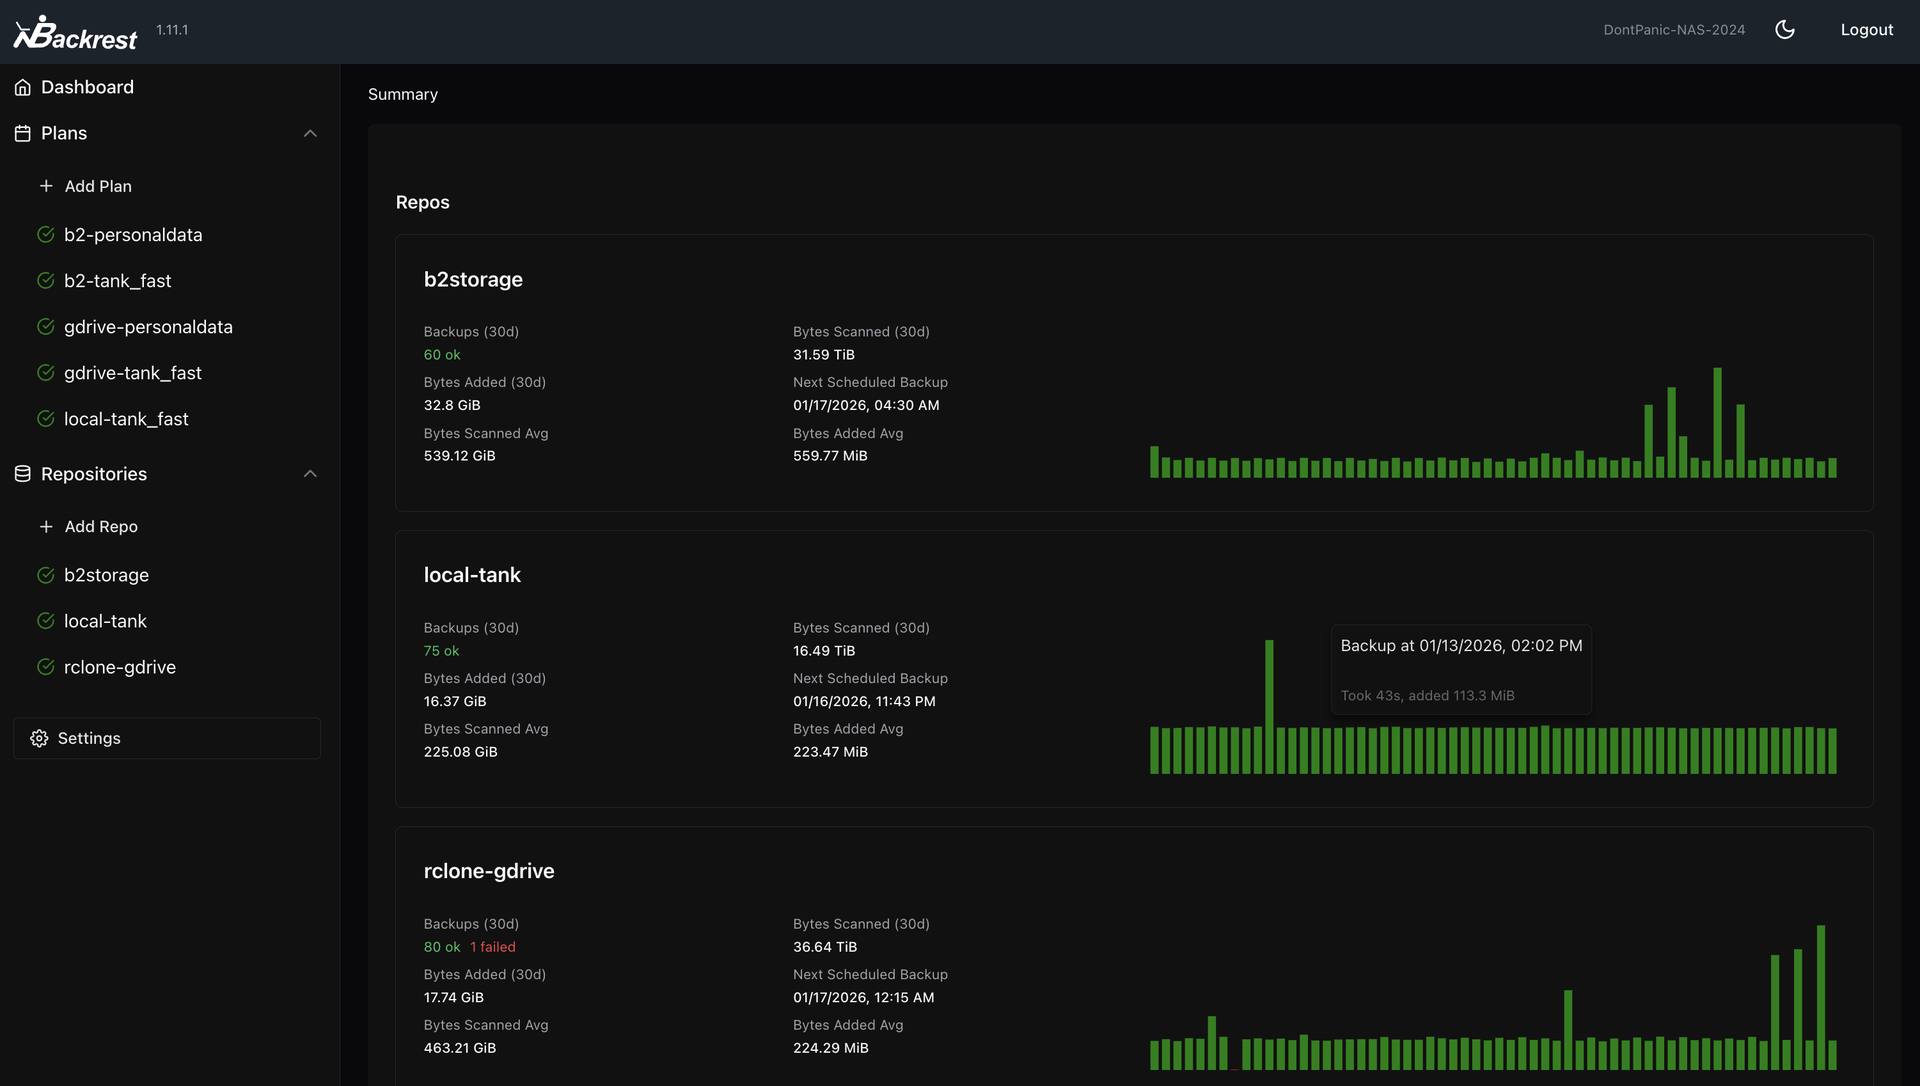 Backrest 1.11.1
DontPanic-NAS-2024
Logout
Dashboard
Plans
Add Plan
b2-personaldata
b2-tank_fast
gdrive-personaldata
gdrive-tank_fast
local-tank_fast
Repositories
Add Repo
b2storage
local-tank
rclone-gdrive
Settings
Summary
Repos
b2storage
Backups (30d)
60 ok
Bytes Scanned (30d)
31.59 TiB
Bytes Added (30d)
32.8 GiB
Next Scheduled Backup
01/17/2026, 04:30 AM
Bytes Scanned Avg
539.12 GiB
Bytes Added Avg
559.77 MiB
local-tank
Backups (30d)
75 ok
Bytes Scanned (30d)
16.49 TiB
Bytes Added (30d)
16.37 GiB
Next Scheduled Backup
01/16/2026, 11:43 PM
Bytes Scanned Avg
225.08 GiB
Bytes Added Avg
223.47 MiB
Backup at 01/13/2026, 02:02 PM
Took 43s, added 113.3 MiB
rclone-gdrive
Backups (30d)
80 ok 1 failed
Bytes Scanned (30d)
36.64 TiB
Bytes Added (30d)
17.74 GiB
Next Scheduled Backup
01/17/2026, 12:15 AM
Bytes Scanned Avg
463.21 GiB
Bytes Added Avg
224.29 MiB